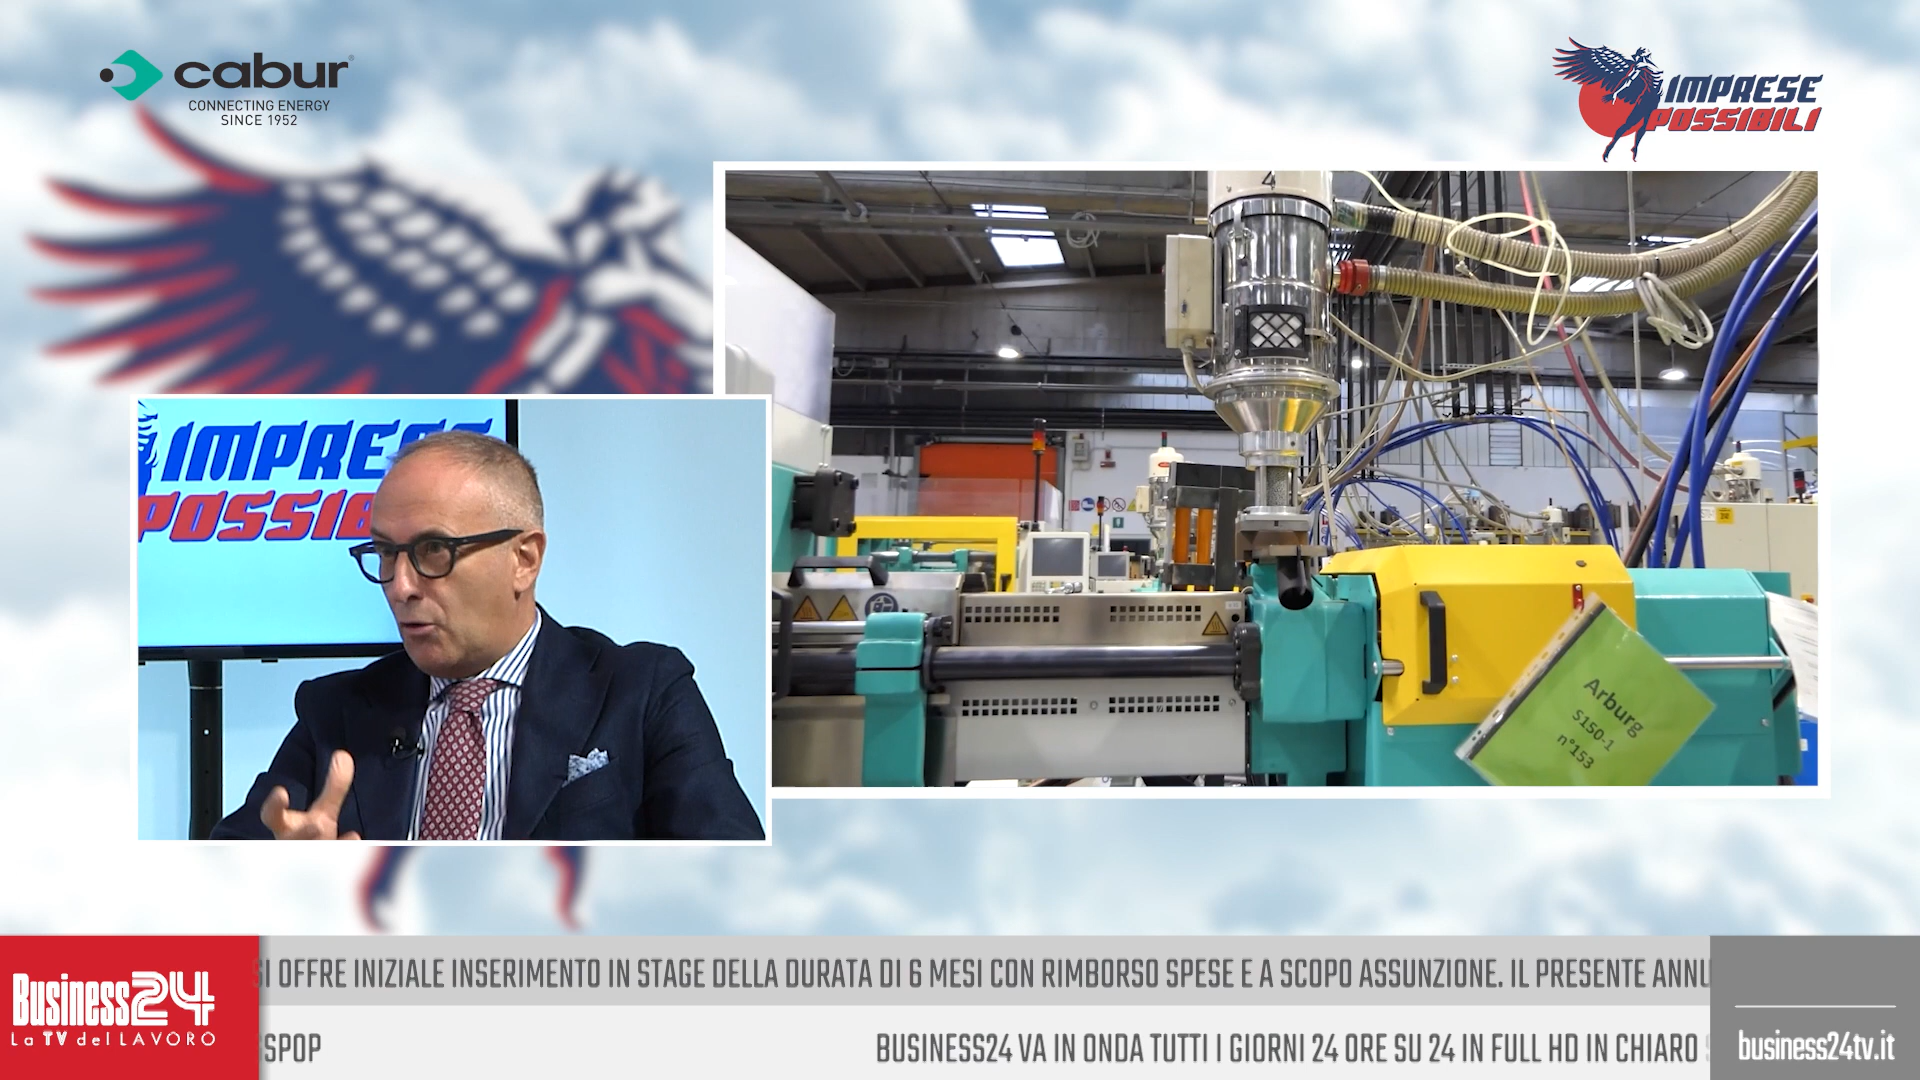 cabur
CONNECTING ENERGY
SINCE 1952
IMPRESE
POSSIBILI
4
IMPRESE
POSSIB
Arburg
S150-1
n°153
SI OFFRE INIZIALE INSERIMENTO IN STAGE DELLA DURATA DI 6 MESI CON RIMBORSO SPESE E A SCOPO ASSUNZIONE. IL PRESENTE ANNU
Business24
La TV del LAVORO
SPOP
BUSINESS24 VA IN ONDA TUTTI I GIORNI 24 ORE SU 24 IN FULL HD IN CHIARO
business24tv.it